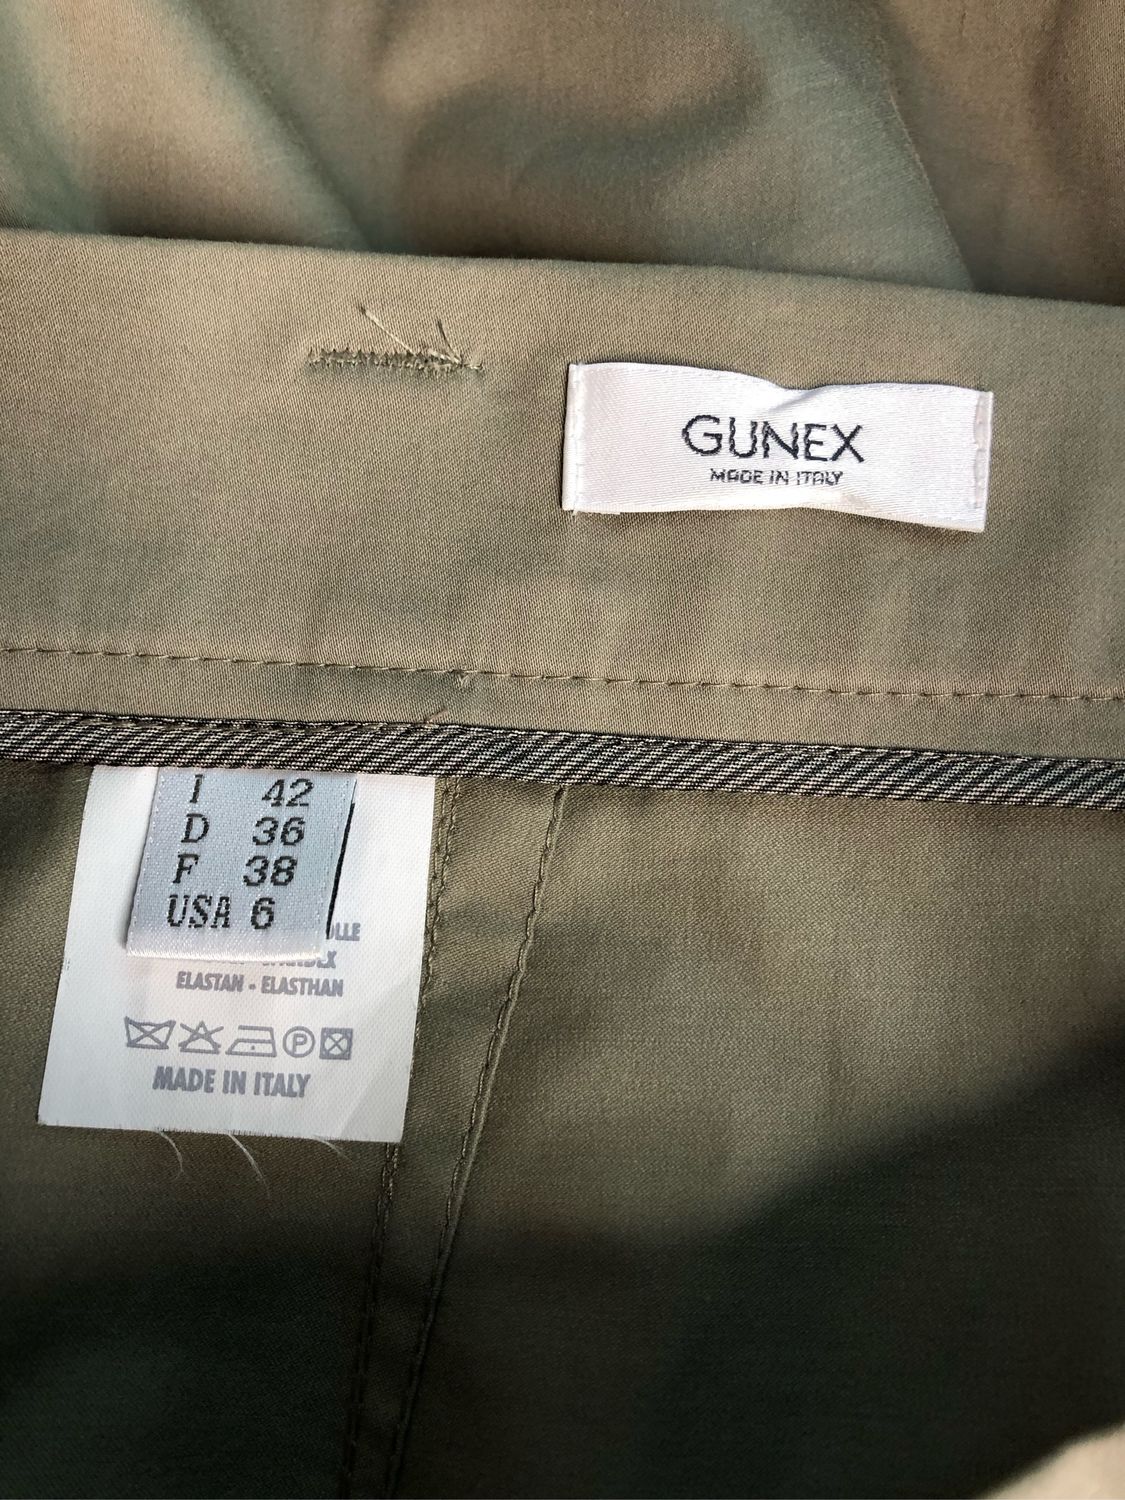 GUNEX
MADE IN ITALY
I 42
D 36
F 38
USA 6
ELASTAN - ELASTHAN
P
MADE IN ITALY